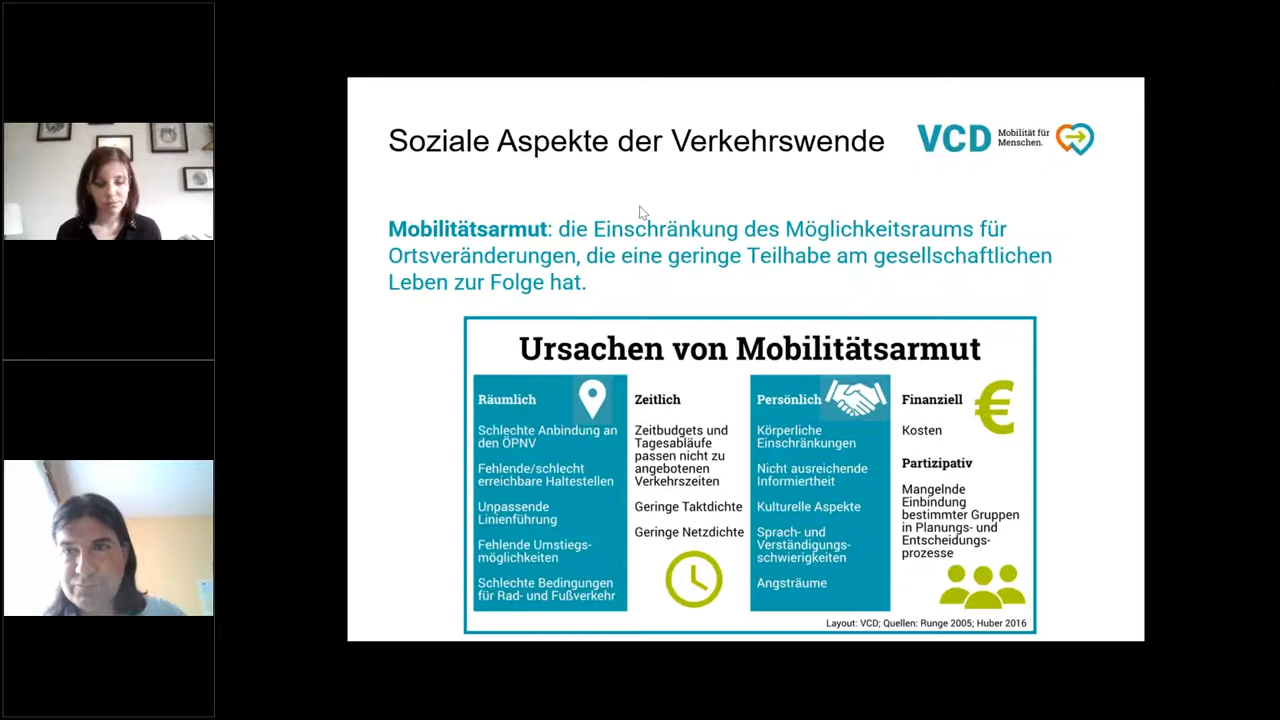 Soziale Aspekte der Verkehrswende
VCD
Mobilität für
Menschen.
Mobilitätsarmut: die Einschränkung des Möglichkeitsraums für
Ortsveränderungen, die eine geringe Teilhabe am gesellschaftlichen
Leben zur Folge hat.
Ursachen von Mobilitätsarmut
Räumlich
Schlechte Anbindung an
den ÖPNV
Fehlende/schlecht
erreichbare Haltestellen
Unpassende
Linienführung
Fehlende Umstiegs-
möglichkeiten
Schlechte Bedingungen
für Rad- und Fußverkehr
Zeitlich
Zeitbudgets und
Tagesabläufe
passen nicht zu
angebotenen
Verkehrszeiten
Geringe Taktdichte
Geringe Netzdichte
Persönlich
Körperliche
Einschränkungen
Nicht ausreichende
Informiertheit
Kulturelle Aspekte
Sprach- und
Verständigungs-
schwierigkeiten
Angsträume
Finanziell
€
Kosten
Partizipativ
Mangelnde
Einbindung
bestimmter Gruppen
in Planungs- und
Entscheidungs-
prozesse
Layout: VCD; Quellen: Runge 2005; Huber 2016